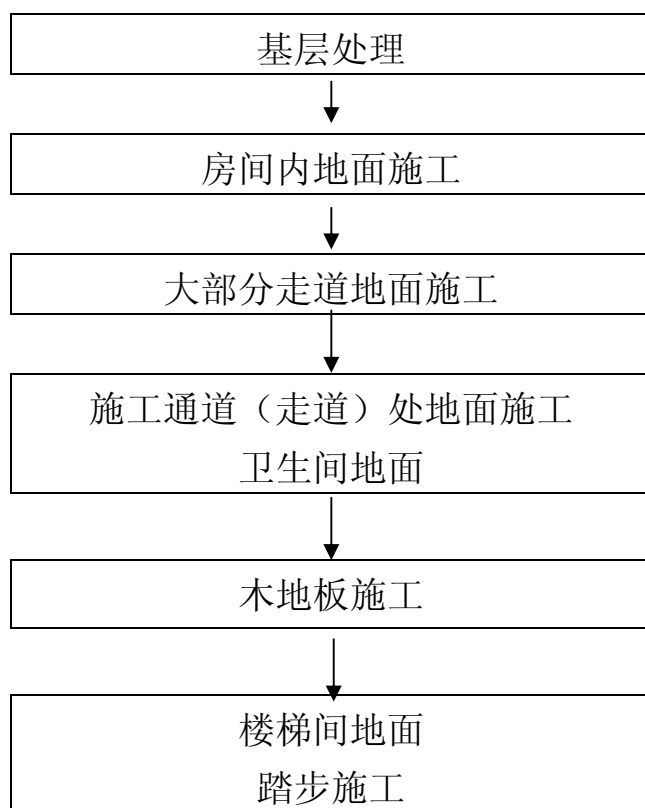 基层处理
房间内地面施工
大部分走道地面施工
施工通道（走道）处地面施工
卫生间地面
木地板施工
楼梯间地面
踏步施工